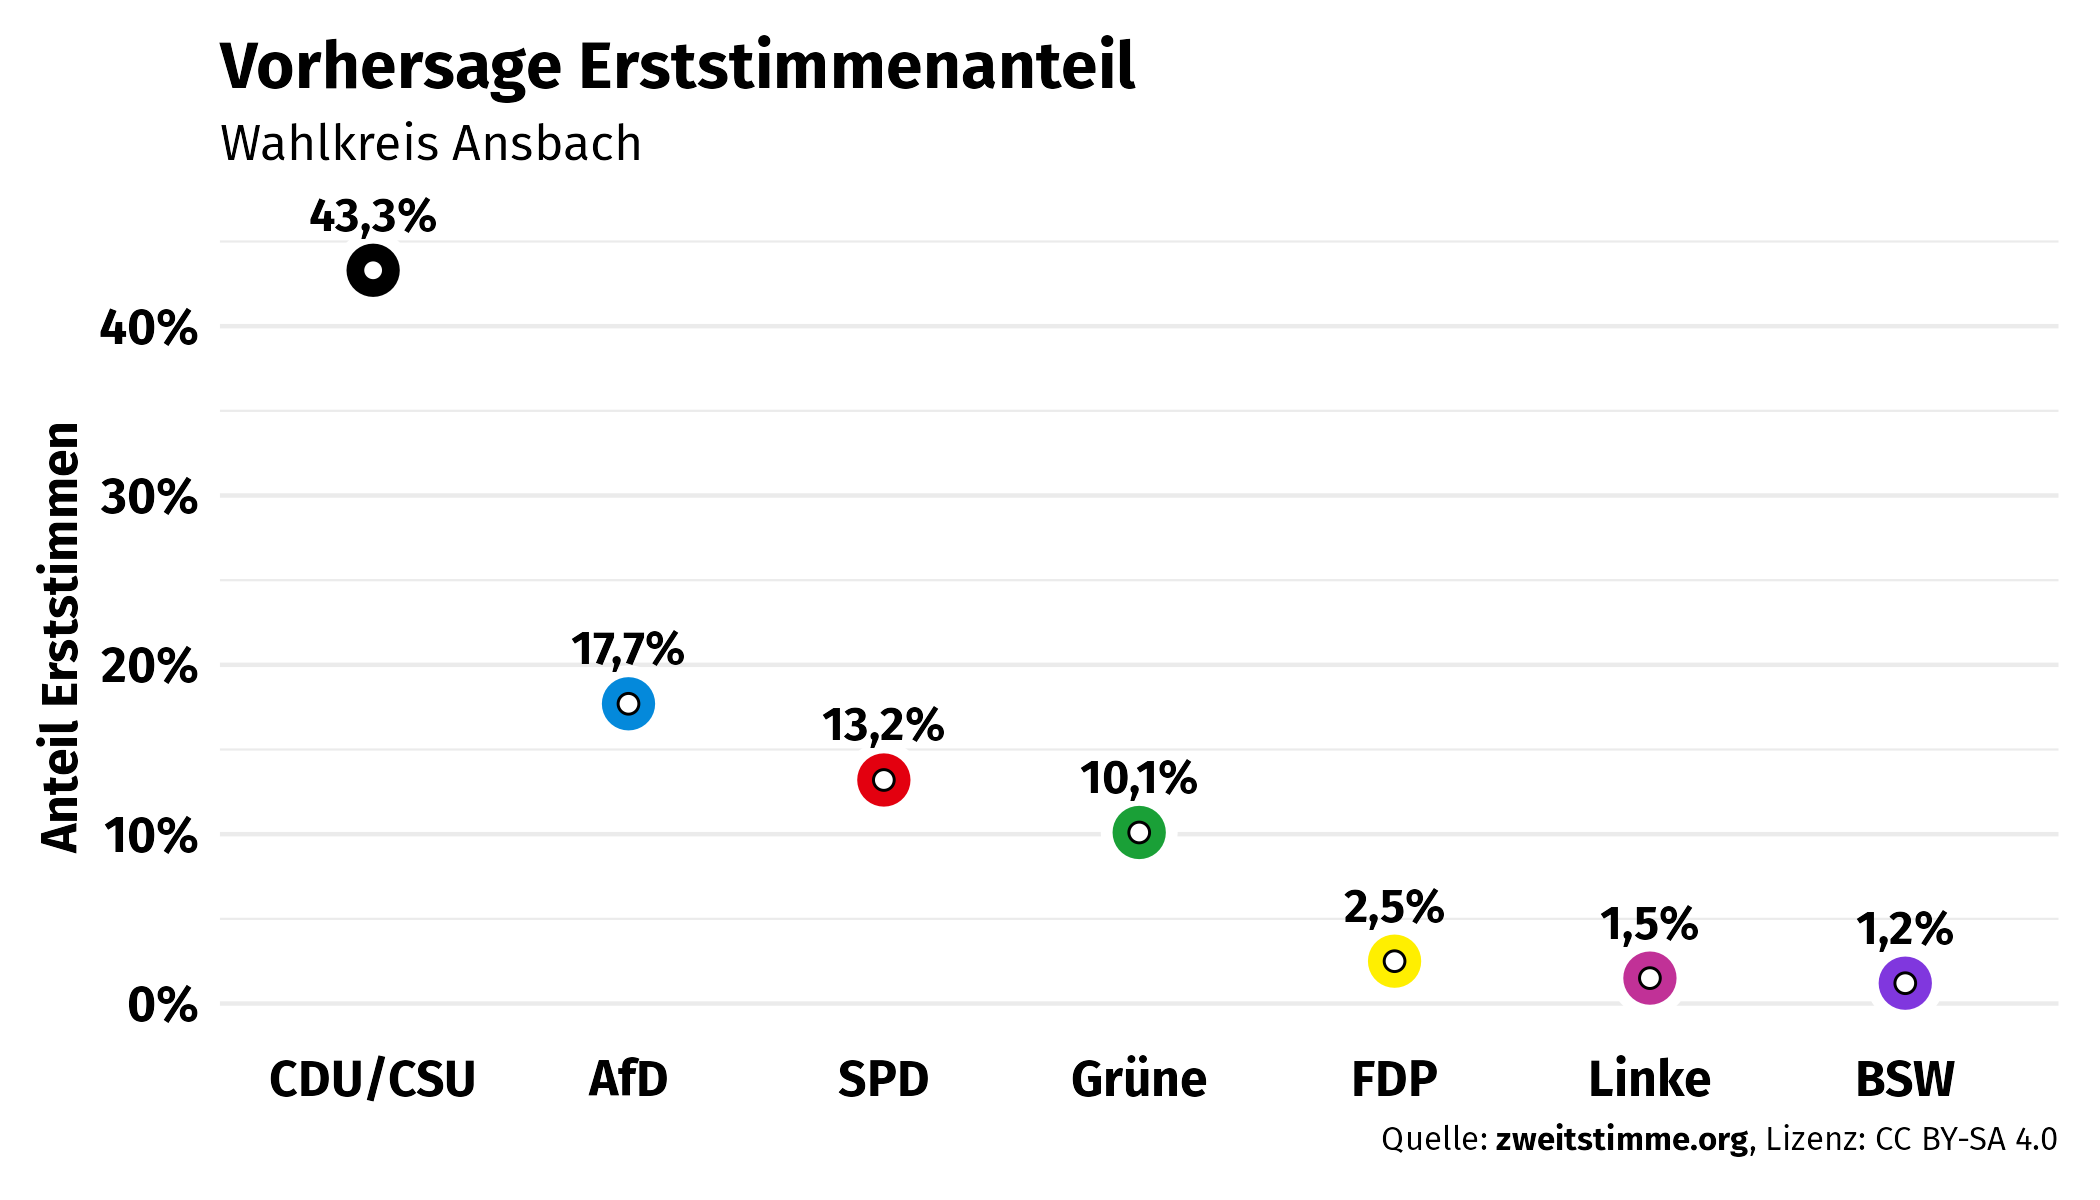 Vorhersage Erststimmenanteil
Wahlkreis Ansbach
43,3%
40%
30%
17,7%
20%
13,2%
10,1%
10%
2,5%
1,5%
1,2%
0%
Anteil Erststimmen
CDU/CSU AfD SPD Grüne FDP Linke BSW
Quelle: zweitstimme.org, Lizenz: CC BY-SA 4.0